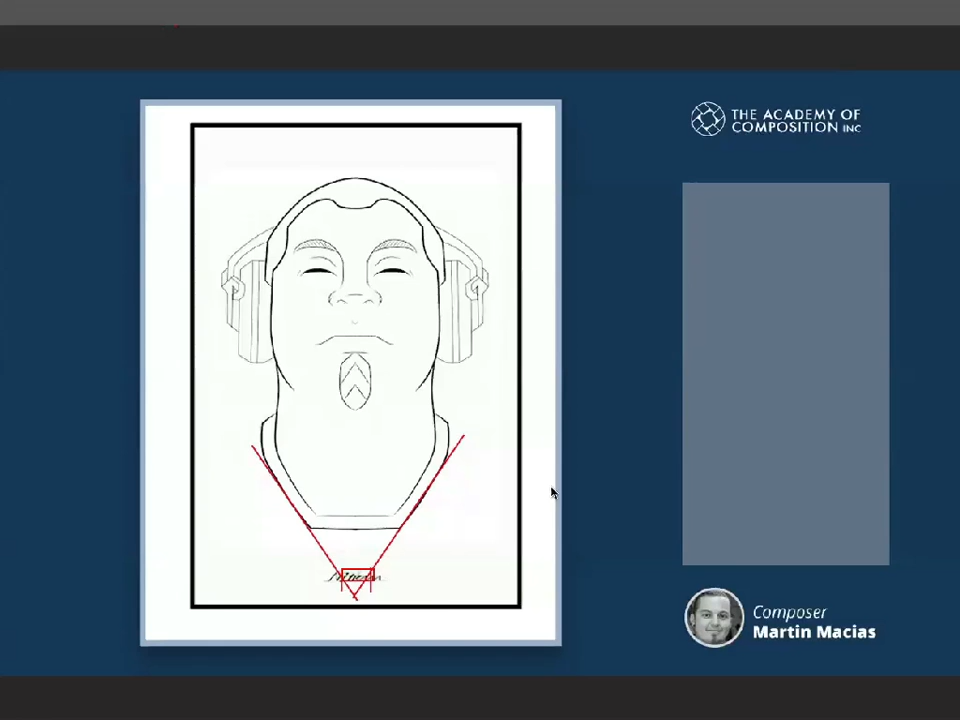 THE ACADEMY OF
COMPOSITION INC
Composer
Martin Macias